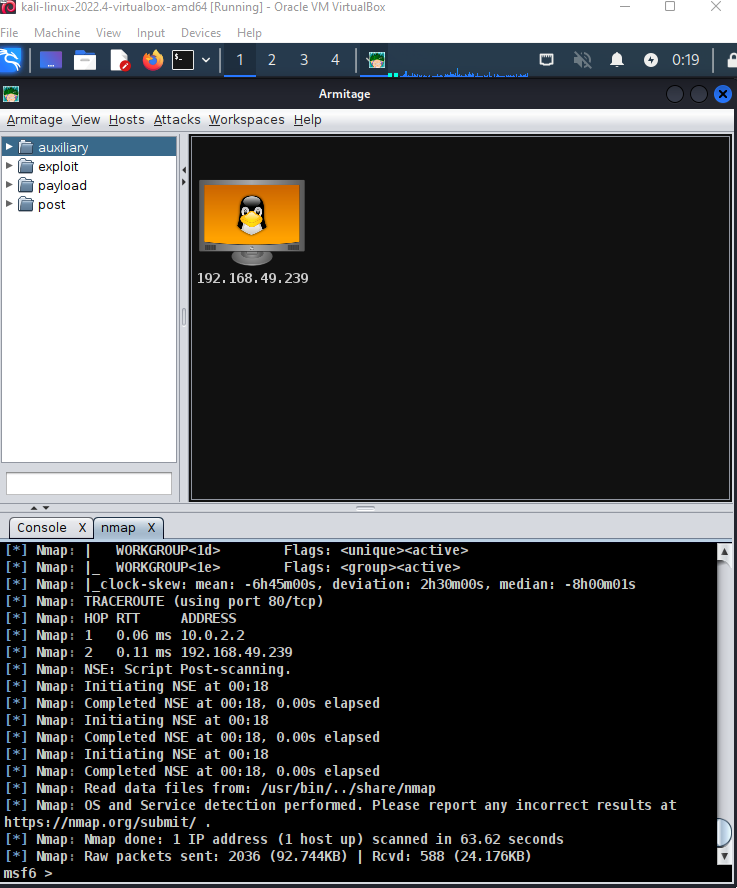 kali-linux-2022.4-virtualbox-amd64 [Running] - Oracle VM VirtualBox
File Machine View Input Devices Help
1 2 3 4 0:19
Armitage
Armitage View Hosts Attacks Workspaces Help
auxiliary
exploit
payload
post
192.168.49.239
Console X nmap X
[*] Nmap: |   WORKGROUP<1d>        Flags: <unique><active>
[*] Nmap: |_  WORKGROUP<1e>        Flags: <group><active>
[*] Nmap: |_clock-skew: mean: -6h45m00s, deviation: 2h30m00s, median: -8h00m01s
[*] Nmap: TRACEROUTE (using port 80/tcp)
[*] Nmap: HOP RTT     ADDRESS
[*] Nmap: 1   0.06 ms 10.0.2.2
[*] Nmap: 2   0.11 ms 192.168.49.239
[*] Nmap: NSE: Script Post-scanning.
[*] Nmap: Initiating NSE at 00:18
[*] Nmap: Completed NSE at 00:18, 0.00s elapsed
[*] Nmap: Initiating NSE at 00:18
[*] Nmap: Completed NSE at 00:18, 0.00s elapsed
[*] Nmap: Initiating NSE at 00:18
[*] Nmap: Completed NSE at 00:18, 0.00s elapsed
[*] Nmap: Read data files from: /usr/bin/../share/nmap
[*] Nmap: OS and Service detection performed. Please report any incorrect results at
https://nmap.org/submit/ .
[*] Nmap: Nmap done: 1 IP address (1 host up) scanned in 63.62 seconds
[*] Nmap: Raw packets sent: 2036 (92.744KB) | Rcvd: 588 (24.176KB)
msf6 >